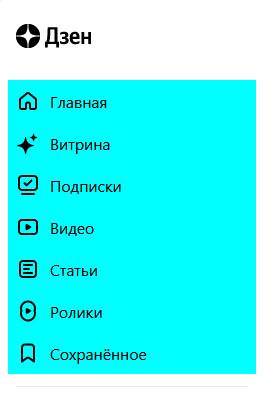 Дзен
Главная
Витрина
Подписки
Видео
Статьи
Ролики
Сохранённое